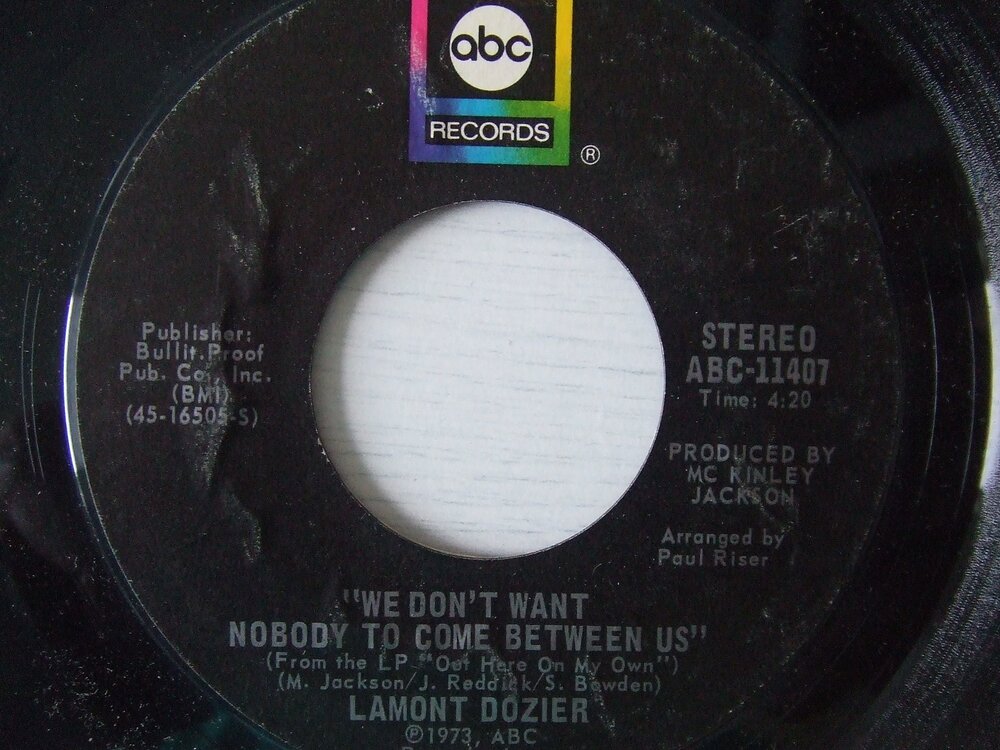 abc
RECORDS
®
Publisher:
Bullit Proof
Pub. Co., Inc.
(BMI)
(45-16505-S)
STEREO
ABC-11407
Time: 4:20
PRODUCED BY
MC KINLEY
JACKSON
Arranged by
Paul Riser
"WE DON'T WANT
NOBODY TO COME BETWEEN US"
(From the LP "Out Here On My Own")
(M. Jackson/J. Reddick/S. Bowden)
LAMONT DOZIER
℗1973, ABC